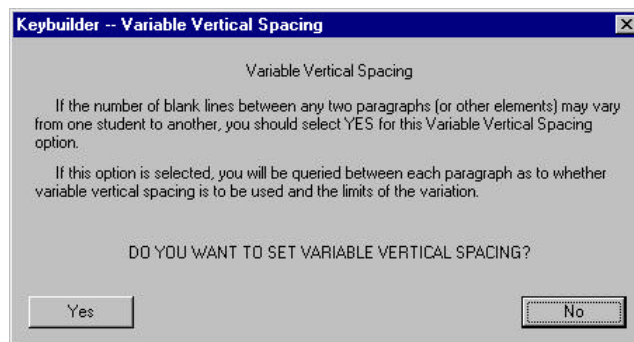 Keybuilder -- Variable Vertical Spacing
Variable Vertical Spacing
If the number of blank lines between any two paragraphs (or other elements) may vary
from one student to another, you should select YES for this Variable Vertical Spacing
option.
If this option is selected, you will be queried between each paragraph as to whether
variable vertical spacing is to be used and the limits of the variation.
DO YOU WANT TO SET VARIABLE VERTICAL SPACING?
Yes
No